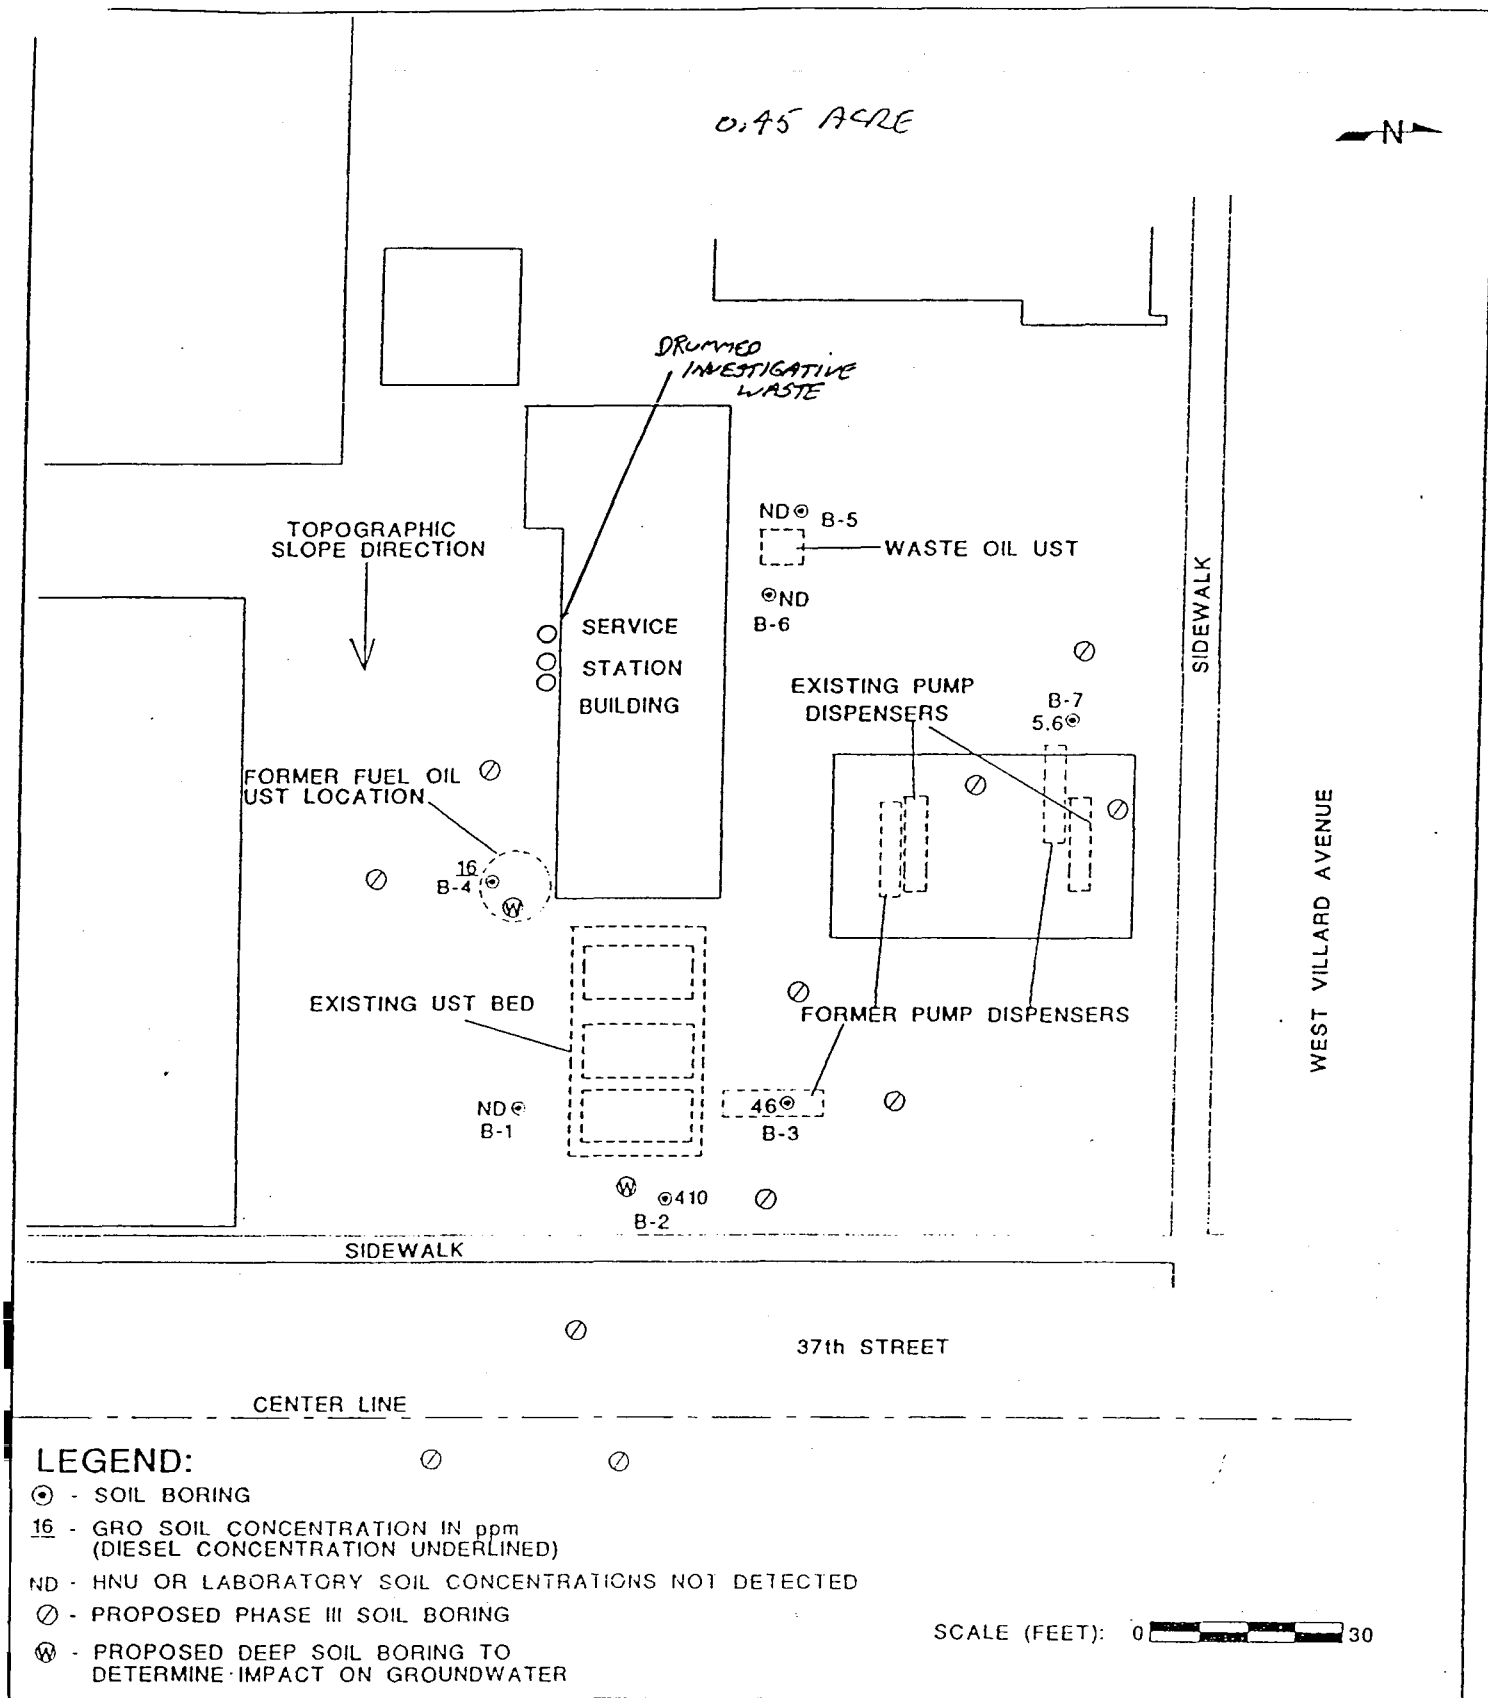 0.45 ACRE
N
DRUMMED
INVESTIGATIVE
WASTE
TOPOGRAPHIC
SLOPE DIRECTION
ND
B-5
WASTE OIL UST
ND
B-6
SERVICE
STATION
BUILDING
SIDEWALK
EXISTING PUMP
DISPENSERS
B-7
5.6
FORMER FUEL OIL
UST LOCATION
16
B-4
W
WEST VILLARD AVENUE
EXISTING UST BED
FORMER PUMP DISPENSERS
ND
B-1
46
B-3
W
410
B-2
SIDEWALK
37th STREET
CENTER LINE
LEGEND:
- SOIL BORING
16 - GRO SOIL CONCENTRATION IN ppm
(DIESEL CONCENTRATION UNDERLINED)
ND - HNU OR LABORATORY SOIL CONCENTRATIONS NOT DETECTED
- PROPOSED PHASE III SOIL BORING
W - PROPOSED DEEP SOIL BORING TO
DETERMINE IMPACT ON GROUNDWATER
SCALE (FEET): 0 30